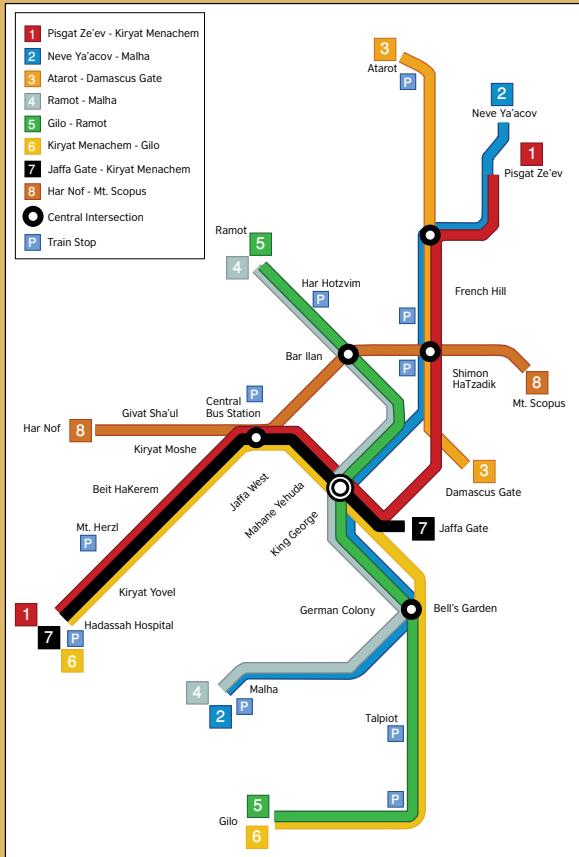 1 Pisgat Ze'ev - Kiryat Menachem
2 Neve Ya'acov - Malha
3 Atarot - Damascus Gate
4 Ramot - Malha
5 Gilo - Ramot
6 Kiryat Menachem - Gilo
7 Jaffa Gate - Kiryat Menachem
8 Har Nof - Mt. Scopus
Central Intersection
P Train Stop
3
Atarot
P
2
Neve Ya'acov
1
Pisgat Ze'ev
Ramot
5
4
Har Hotzvim
P
French Hill
P
Bar Ilan
P
Shimon
HaTzadik
8
Mt. Scopus
P
Central
Bus Station
Givat Sha'ul
Har Nof 8
Kiryat Moshe
Beit HaKerem
Jaffa West
Mahane Yehuda
King George
3
Damascus Gate
7 Jaffa Gate
Mt. Herzl
P
Kiryat Yovel
1
7
6
P
Hadassah Hospital
German Colony
Bell's Garden
4
2
P
Malha
Talpiot
P
P
5
Gilo
6